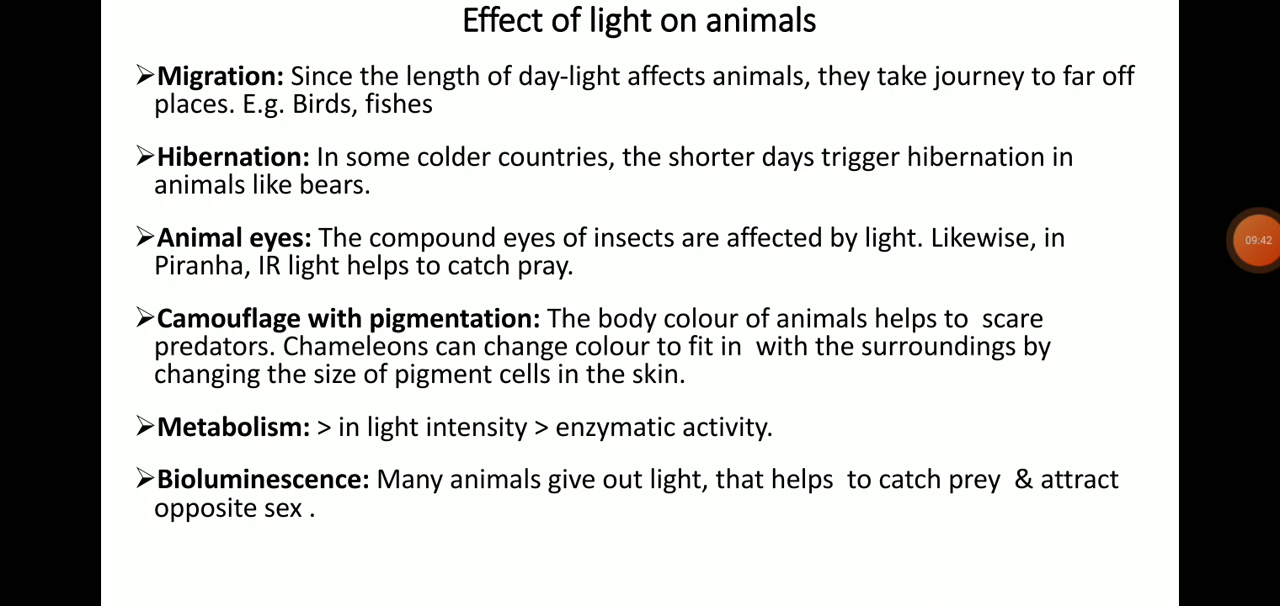 Effect of light on animals
➢Migration: Since the length of day-light affects animals, they take journey to far off
places. E.g. Birds, fishes
➢Hibernation: In some colder countries, the shorter days trigger hibernation in
animals like bears.
➢Animal eyes: The compound eyes of insects are affected by light. Likewise, in
Piranha, IR light helps to catch pray.
➢Camouflage with pigmentation: The body colour of animals helps to  scare
predators. Chameleons can change colour to fit in  with the surroundings by
changing the size of pigment cells in the skin.
➢Metabolism: > in light intensity > enzymatic activity.
➢Bioluminescence: Many animals give out light, that helps  to catch prey  & attract
opposite sex .
09:42